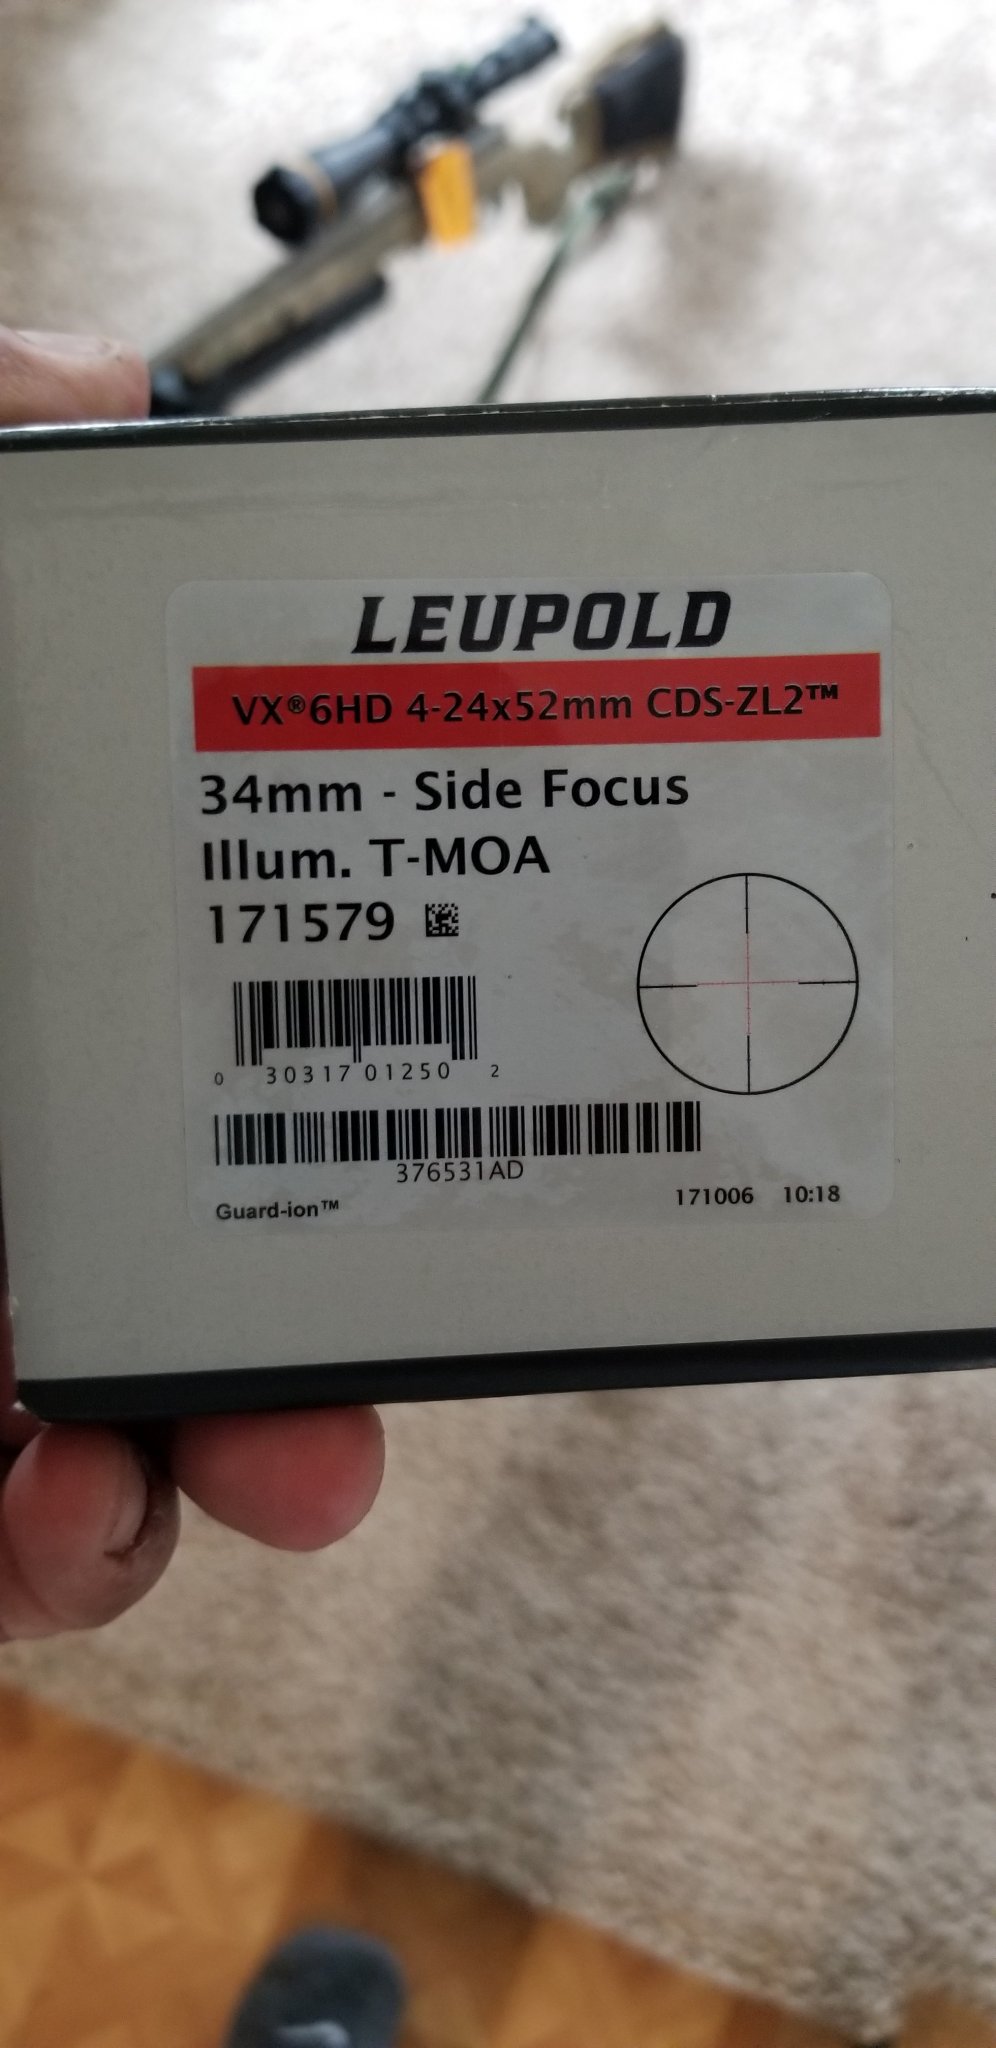 LEUPOLD
VX®6HD 4-24x52mm CDS-ZL2™
34mm - Side Focus
Illum. T-MOA
171579
0 30317 01250 2
376531AD
Guard-ion™ 171006 10:18